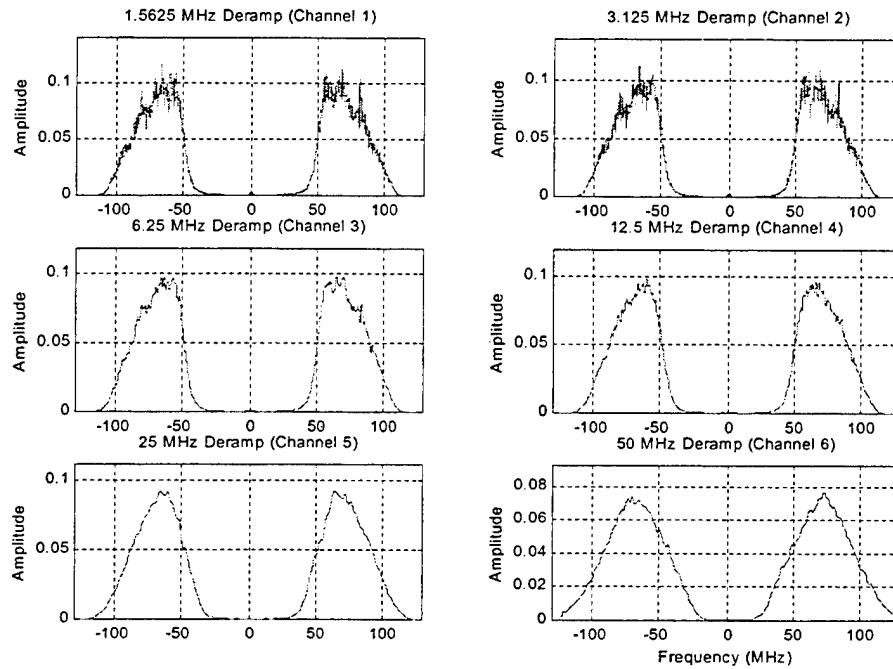 1.5625 MHz Deramp (Channel 1)
Amplitude
0.1
0.05
0
-100 -50 0 50 100
3.125 MHz Deramp (Channel 2)
Amplitude
0.1
0.05
0
-100 -50 0 50 100
6.25 MHz Deramp (Channel 3)
Amplitude
0.1
0.05
0
-100 -50 0 50 100
12.5 MHz Deramp (Channel 4)
Amplitude
0.1
0.05
0
-100 -50 0 50 100
25 MHz Deramp (Channel 5)
Amplitude
0.1
0.05
0
-100 -50 0 50 100
50 MHz Deramp (Channel 6)
Amplitude
0.08
0.06
0.04
0.02
0
-100 -50 0 50 100
Frequency (MHz)